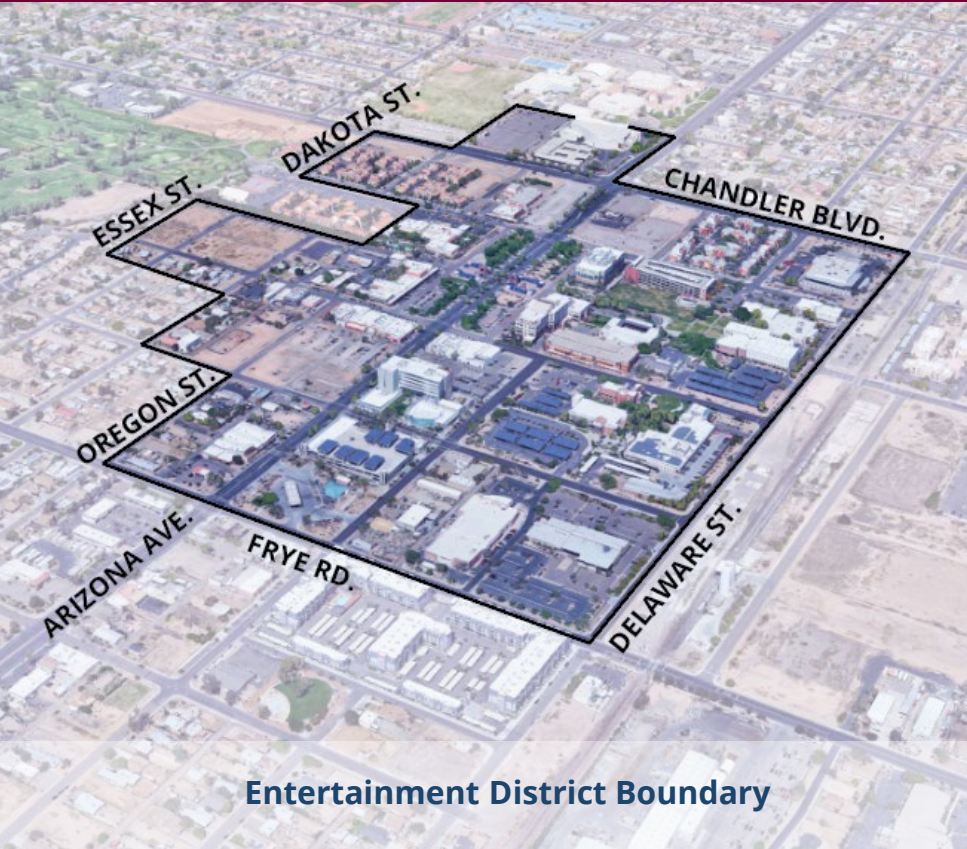 DAKOTA ST.
ESSEX ST.
CHANDLER BLVD.
OREGON ST.
ARIZONA AVE.
FRYE RD.
DELAWARE ST.
Entertainment District Boundary